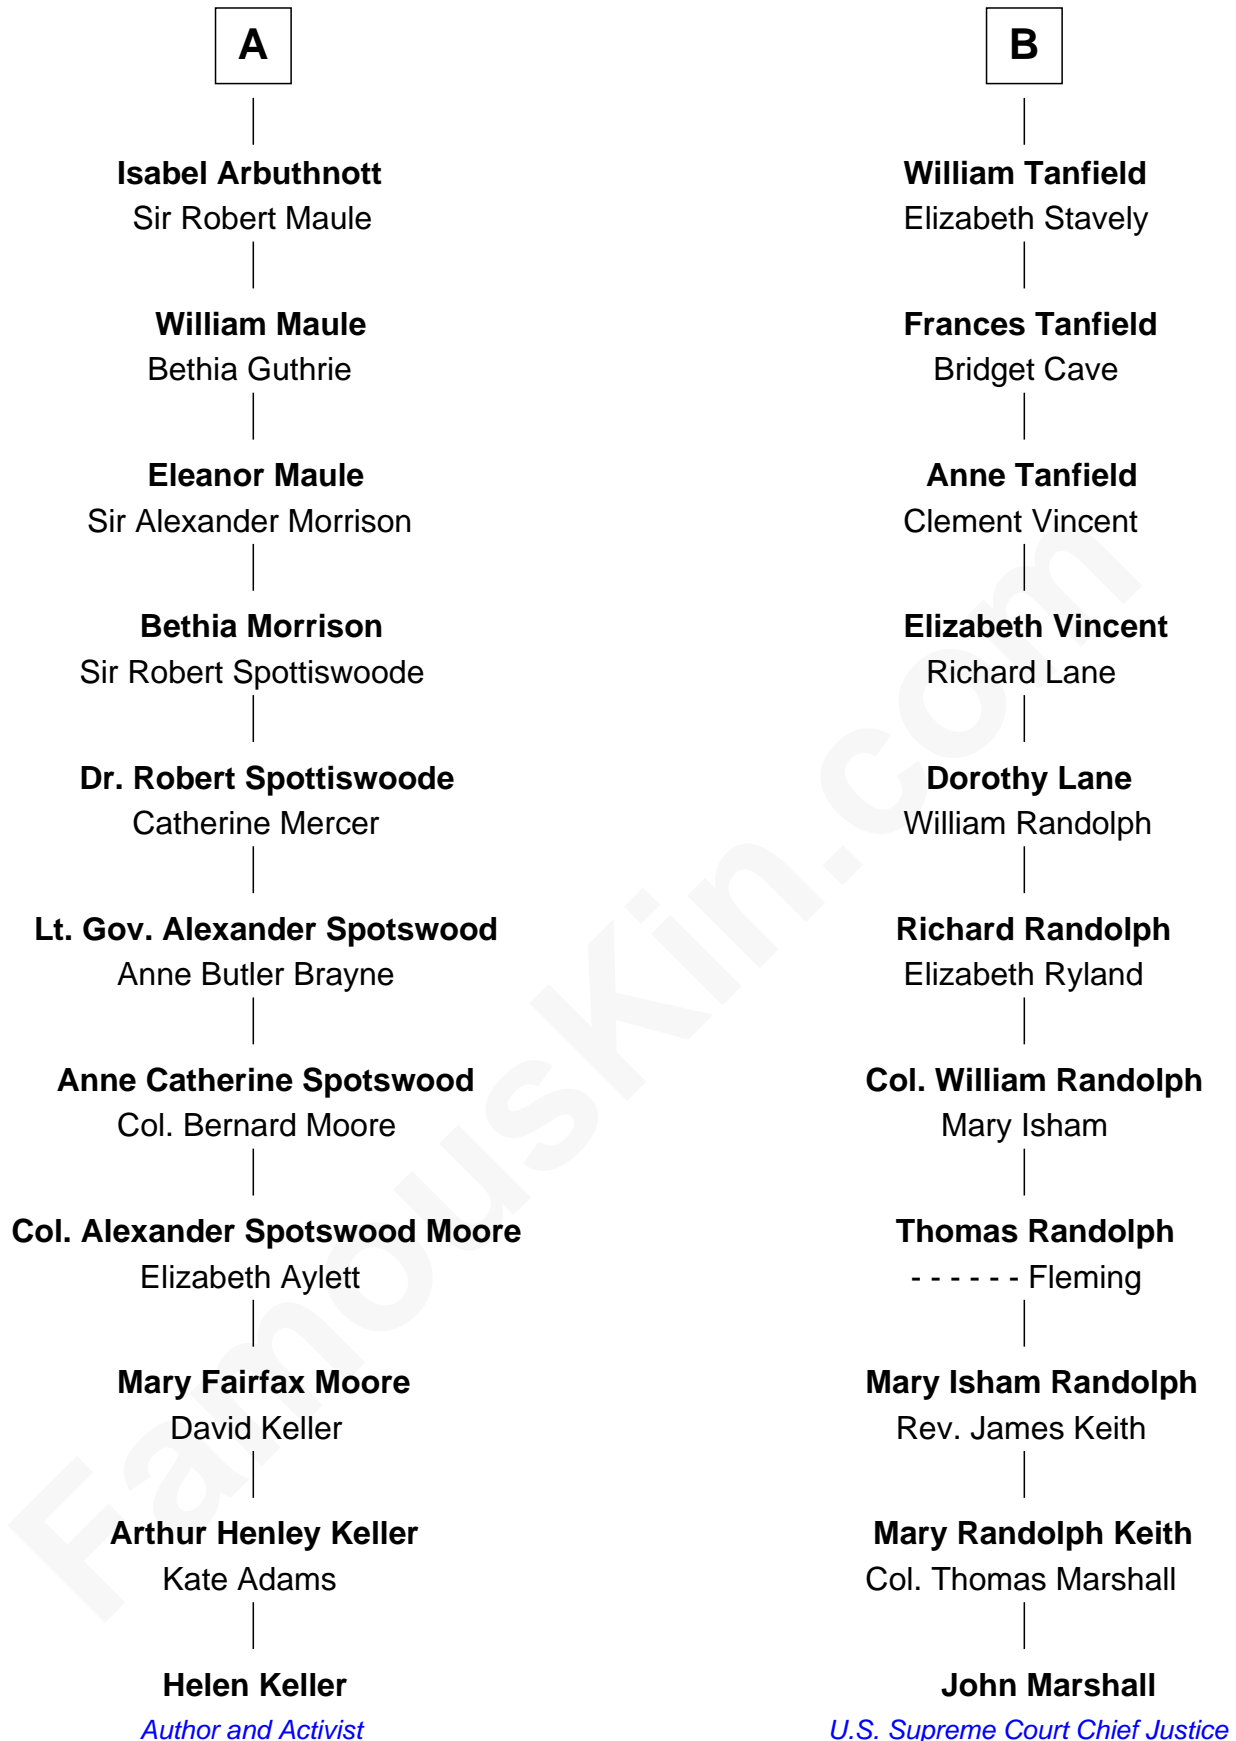 A
Isabel Arbuthnott
Sir Robert Maule
William Maule
Bethia Guthrie
Eleanor Maule
Sir Alexander Morrison
Bethia Morrison
Sir Robert Spottiswoode
Dr. Robert Spottiswoode
Catherine Mercer
Lt. Gov. Alexander Spotswood
Anne Butler Brayne
Anne Catherine Spotswood
Col. Bernard Moore
Col. Alexander Spotswood Moore
Elizabeth Aylett
Mary Fairfax Moore
David Keller
Arthur Henley Keller
Kate Adams
Helen Keller
Author and Activist
B
William Tanfield
Elizabeth Stavely
Frances Tanfield
Bridget Cave
Anne Tanfield
Clement Vincent
Elizabeth Vincent
Richard Lane
Dorothy Lane
William Randolph
Richard Randolph
Elizabeth Ryland
Col. William Randolph
Mary Isham
Thomas Randolph
- - - - - - Fleming
Mary Isham Randolph
Rev. James Keith
Mary Randolph Keith
Col. Thomas Marshall
John Marshall
U.S. Supreme Court Chief Justice
FamousKin.com